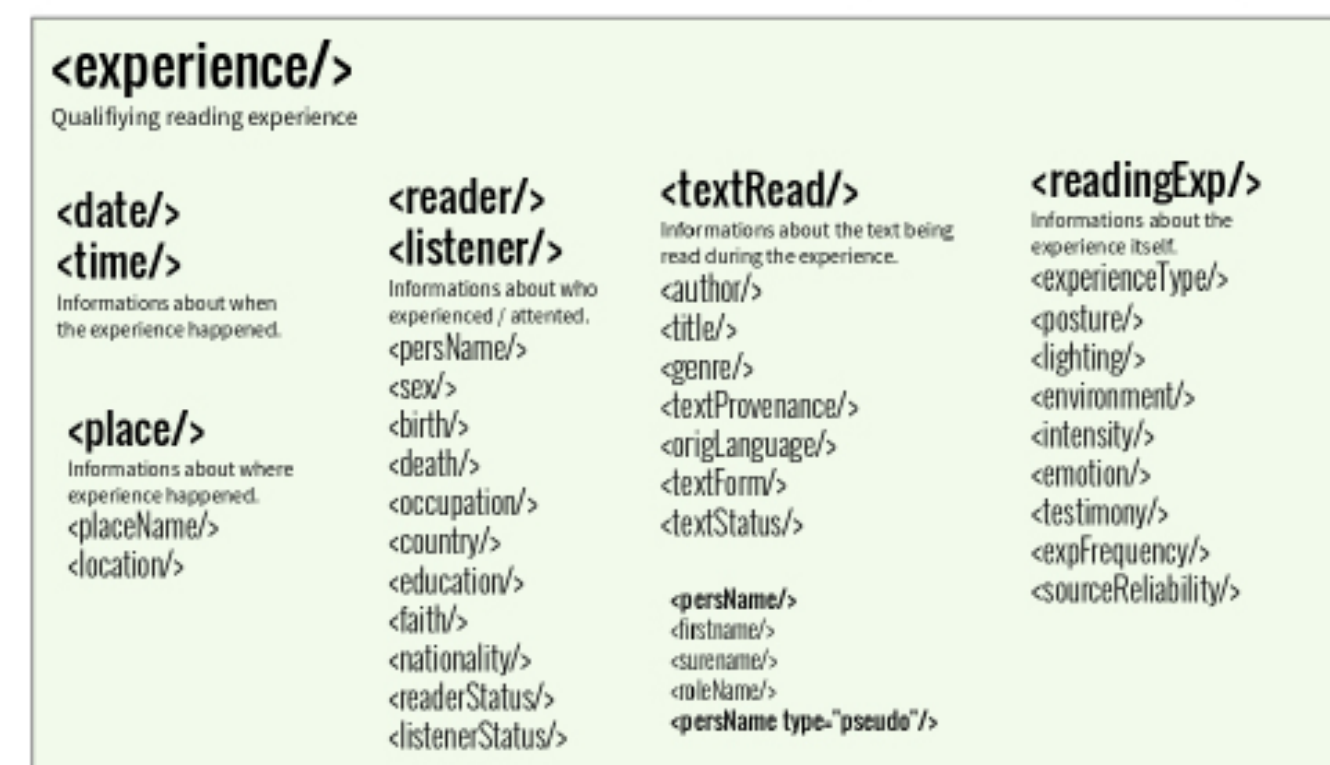 <experience/>
Qualifiying reading experience
<date/>
<time/>
Informations about when
the experience happened.
<place/>
Informations about where
experience happened.
<placeName/>
<location/>
<reader/>
<listener/>
Informations about who
experienced / attented.
<persName/>
<sex/>
<birth/>
<death/>
<occupation/>
<country/>
<education/>
<faith/>
<nationality/>
<readerStatus/>
<listenerStatus/>
<textRead/>
Informations about the text being
read during the experience.
<author/>
<title/>
<genre/>
<textProvenance/>
<origLanguage/>
<textForm/>
<textStatus/>
<persName/>
<firstname/>
<surename/>
<roleName/>
<persName type="pseudo"/>
<readingExp/>
Informations about the
experience itself.
<experienceType/>
<posture/>
<lighting/>
<environment/>
<intensity/>
<emotion/>
<testimony/>
<expFrequency/>
<sourceReliability/>